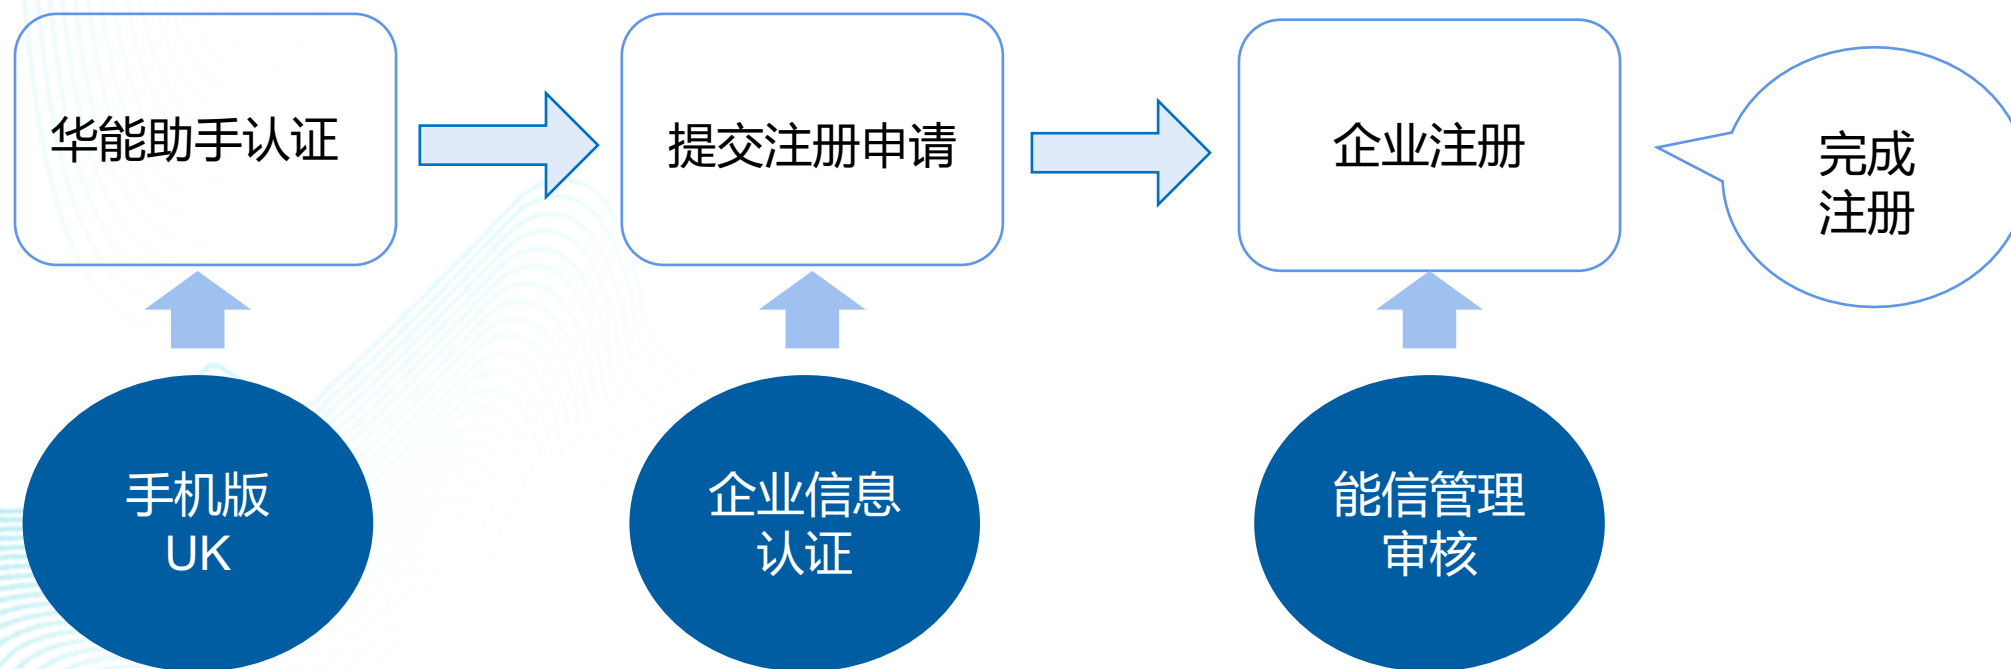 华能助手认证
提交注册申请
企业注册
完成
注册
手机版
UK
企业信息
认证
能信管理
审核